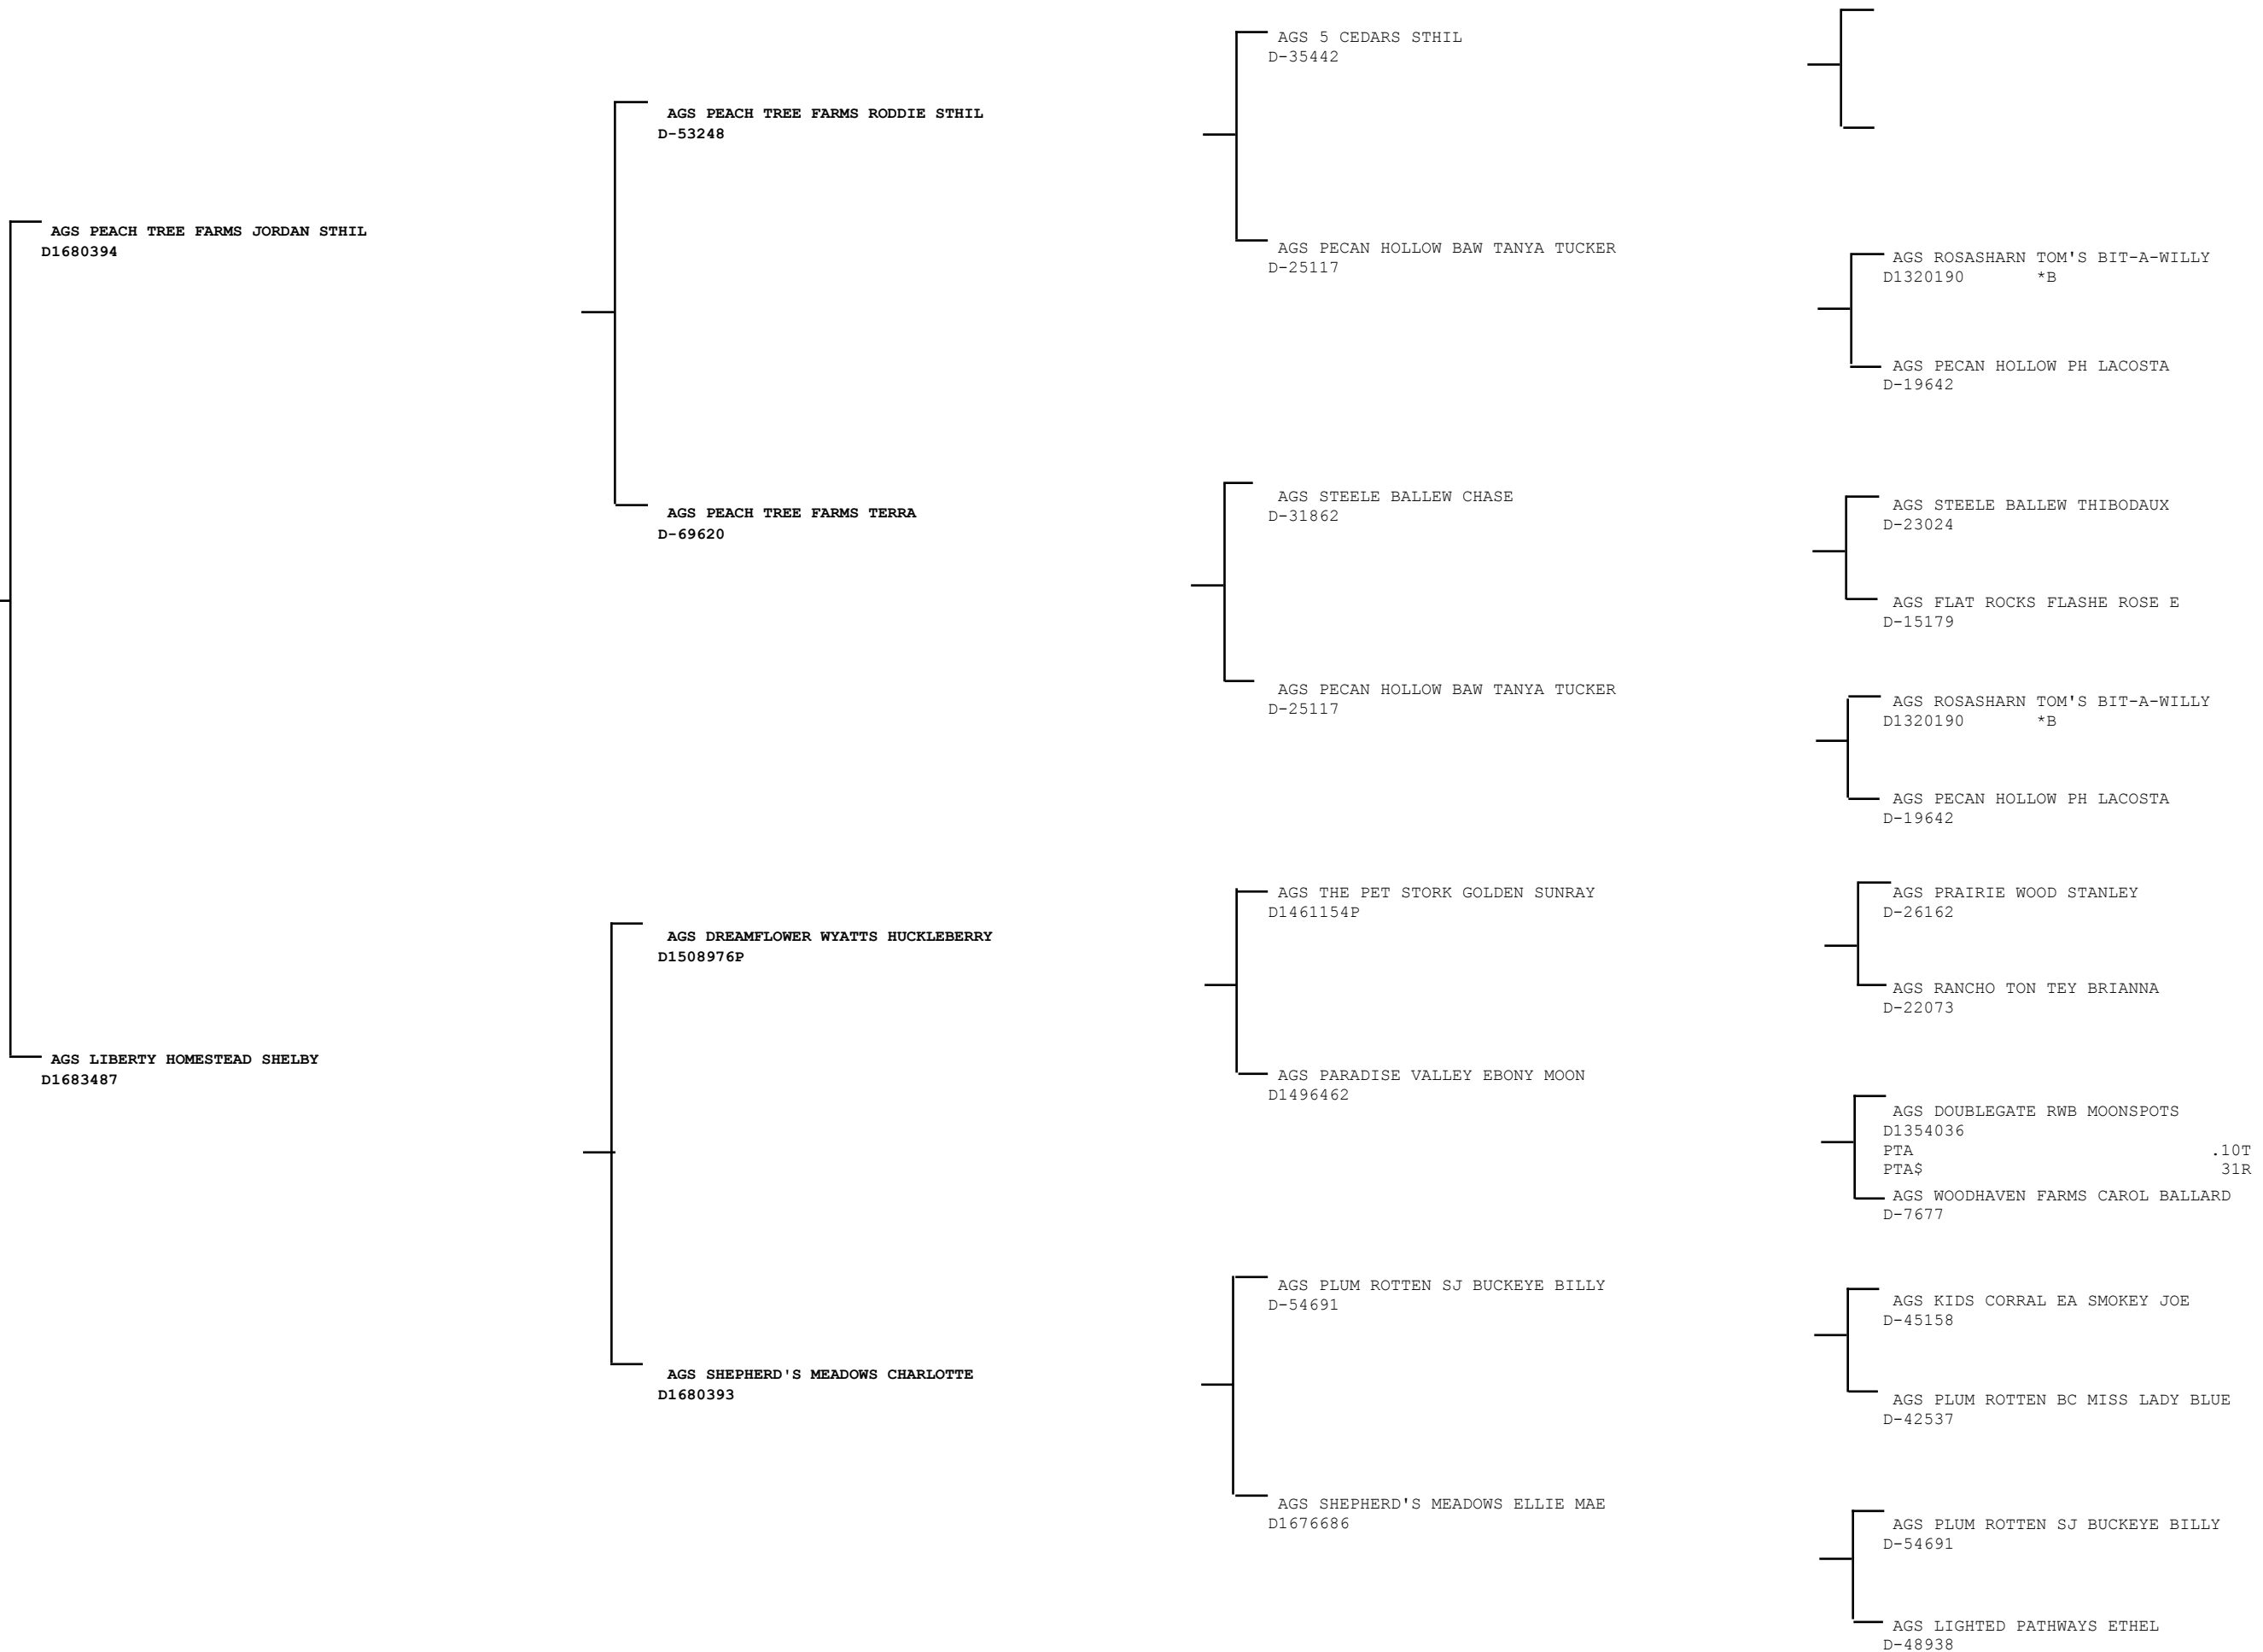 AGS PEACH TREE FARMS JORDAN STHIL
D1680394
AGS LIBERTY HOMESTEAD SHELBY
D1683487
AGS PEACH TREE FARMS RODDIE STHIL
D-53248
AGS PEACH TREE FARMS TERRA
D-69620
AGS DREAMFLOWER WYATTS HUCKLEBERRY
D1508976P
AGS SHEPHERD'S MEADOWS CHARLOTTE
D1680393
AGS 5 CEDARS STHIL
D-35442
AGS PECAN HOLLOW BAW TANYA TUCKER
D-25117
AGS STEELE BALLEW CHASE
D-31862
AGS PECAN HOLLOW BAW TANYA TUCKER
D-25117
AGS THE PET STORK GOLDEN SUNRAY
D1461154P
AGS PARADISE VALLEY EBONY MOON
D1496462
AGS PLUM ROTTEN SJ BUCKEYE BILLY
D-54691
AGS SHEPHERD'S MEADOWS ELLIE MAE
D1676686
AGS ROSASHARN TOM'S BIT-A-WILLY
D1320190 *B
AGS PECAN HOLLOW PH LACOSTA
D-19642
AGS STEELE BALLEW THIBODAUX
D-23024
AGS FLAT ROCKS FLASHE ROSE E
D-15179
AGS ROSASHARN TOM'S BIT-A-WILLY
D1320190 *B
AGS PECAN HOLLOW PH LACOSTA
D-19642
AGS PRAIRIE WOOD STANLEY
D-26162
AGS RANCHO TON TEY BRIANNA
D-22073
AGS DOUBLEGATE RWB MOONSPOTS
D1354036
PTA .10T
PTA$ 31R
AGS WOODHAVEN FARMS CAROL BALLARD
D-7677
AGS KIDS CORRAL EA SMOKEY JOE
D-45158
AGS PLUM ROTTEN BC MISS LADY BLUE
D-42537
AGS PLUM ROTTEN SJ BUCKEYE BILLY
D-54691
AGS LIGHTED PATHWAYS ETHEL
D-48938